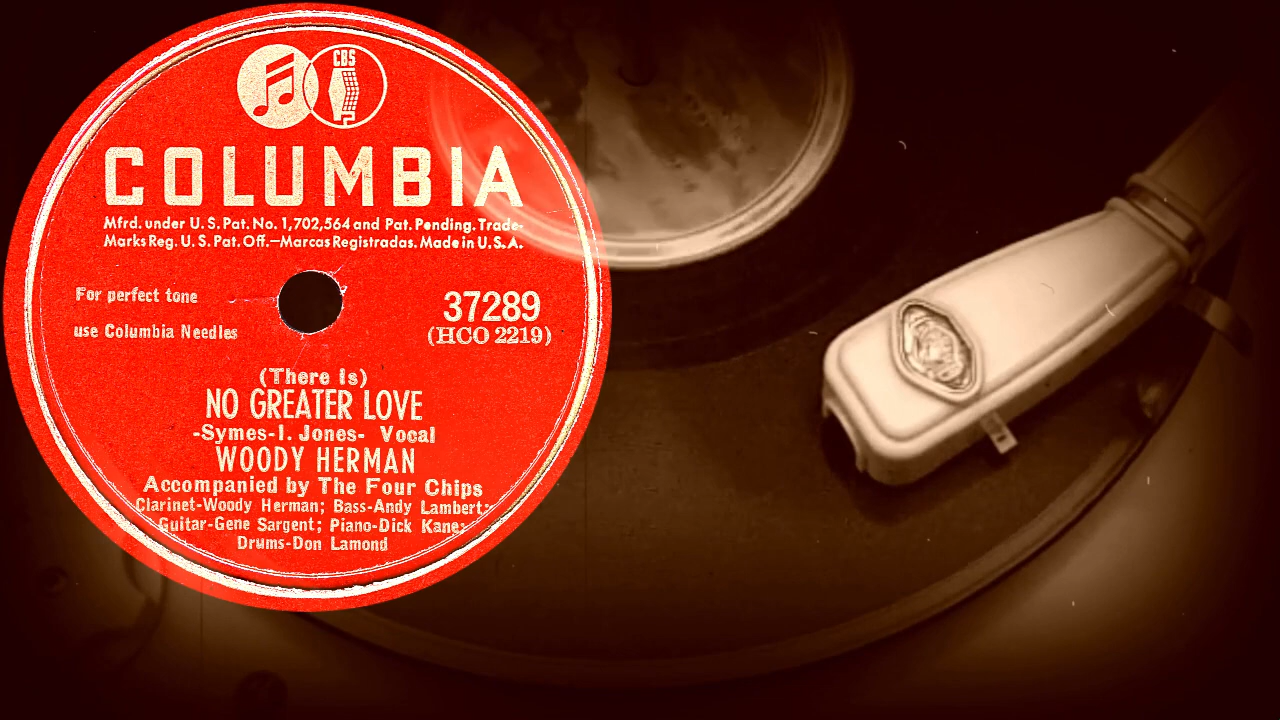 CBS
COLUMBIA
Mfrd. under U.S. Pat. No. 1,702,564 and Pat. Pending. Trade-
Marks Reg. U.S. Pat. Off.—Marcas Registradas. Made in U.S.A.
For perfect tone
use Columbia Needles
37289
(HCO 2219)
(There Is)
NO GREATER LOVE
-Symes-I. Jones- Vocal
WOODY HERMAN
Accompanied by The Four Chips
Clarinet-Woody Herman; Bass-Andy Lambert;
Guitar-Gene Sargent; Piano-Dick Kane;
Drums-Don Lamond